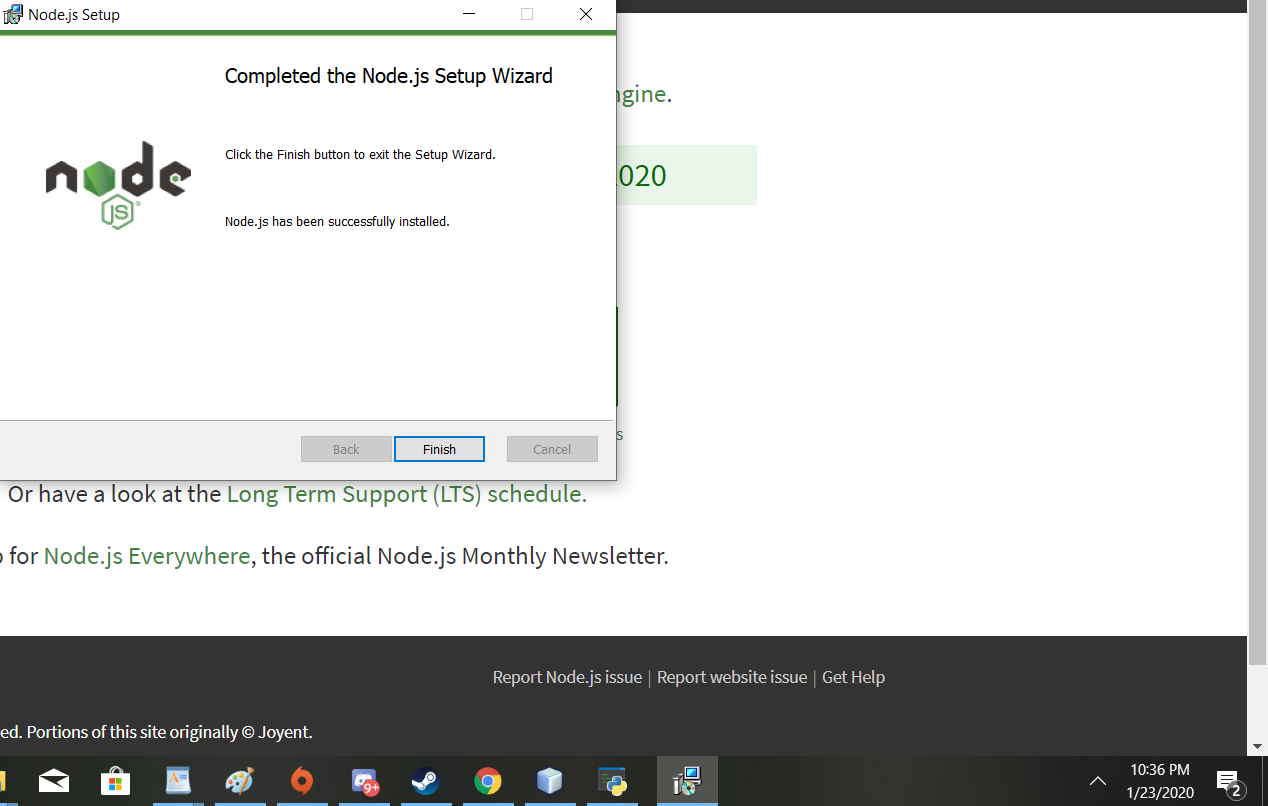 Node.js Setup
Completed the Node.js Setup Wizard
node
JS
Click the Finish button to exit the Setup Wizard.
Node.js has been successfully installed.
Back
Finish
Cancel
ngine.
020
s
Or have a look at the Long Term Support (LTS) schedule.
for Node.js Everywhere, the official Node.js Monthly Newsletter.
Report Node.js issue | Report website issue | Get Help
ed. Portions of this site originally © Joyent.
9+
10:36 PM
1/23/2020
2